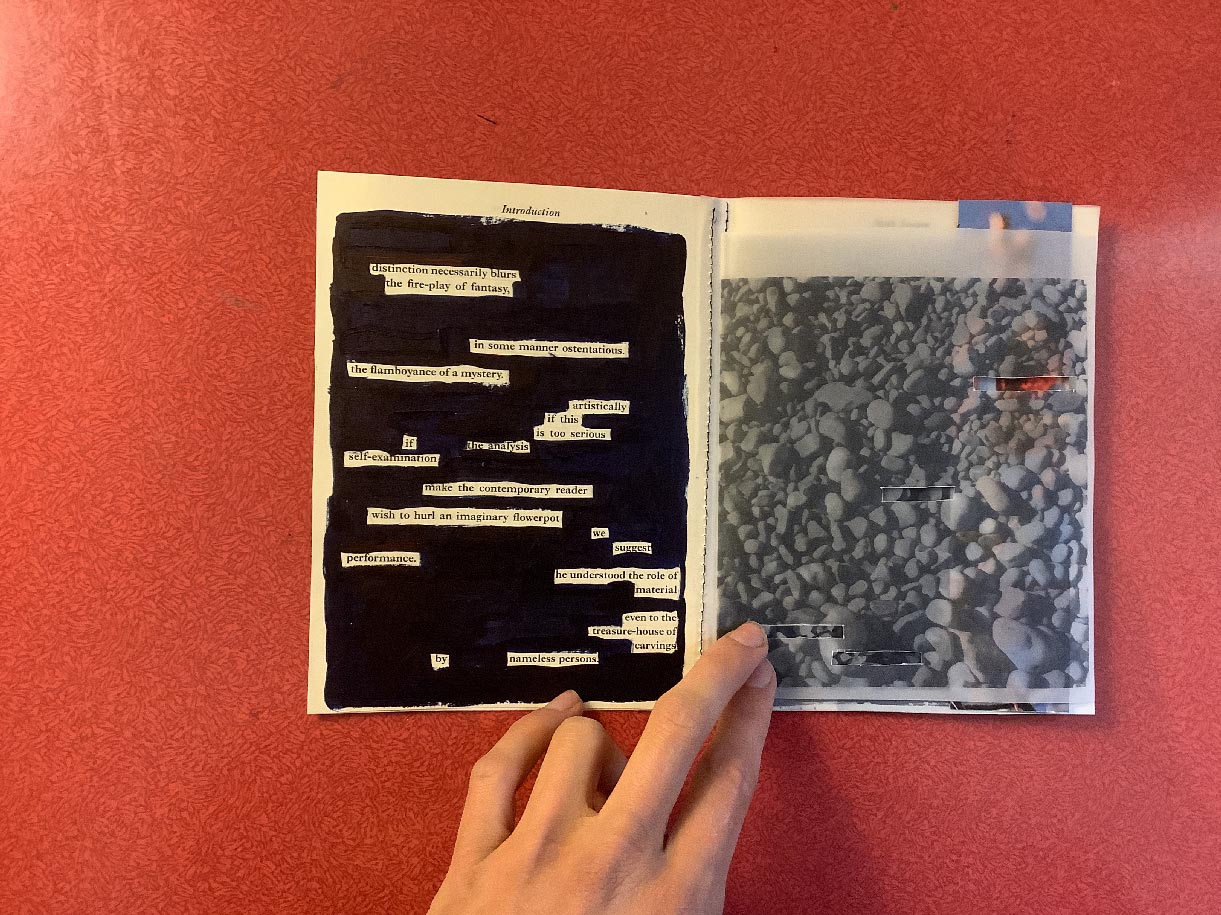 Introduction
distinction necessarily blurs
the fire-play of fantasy,
in some manner ostentatious.
the flamboyance of a mystery.
artistically
if this
is too serious
if the analysis
self-examination
make the contemporary reader
wish to hurl an imaginary flowerpot
we
suggest
performance.
he understood the role of
material
even to the
treasure-house of
carvings
by nameless persons.